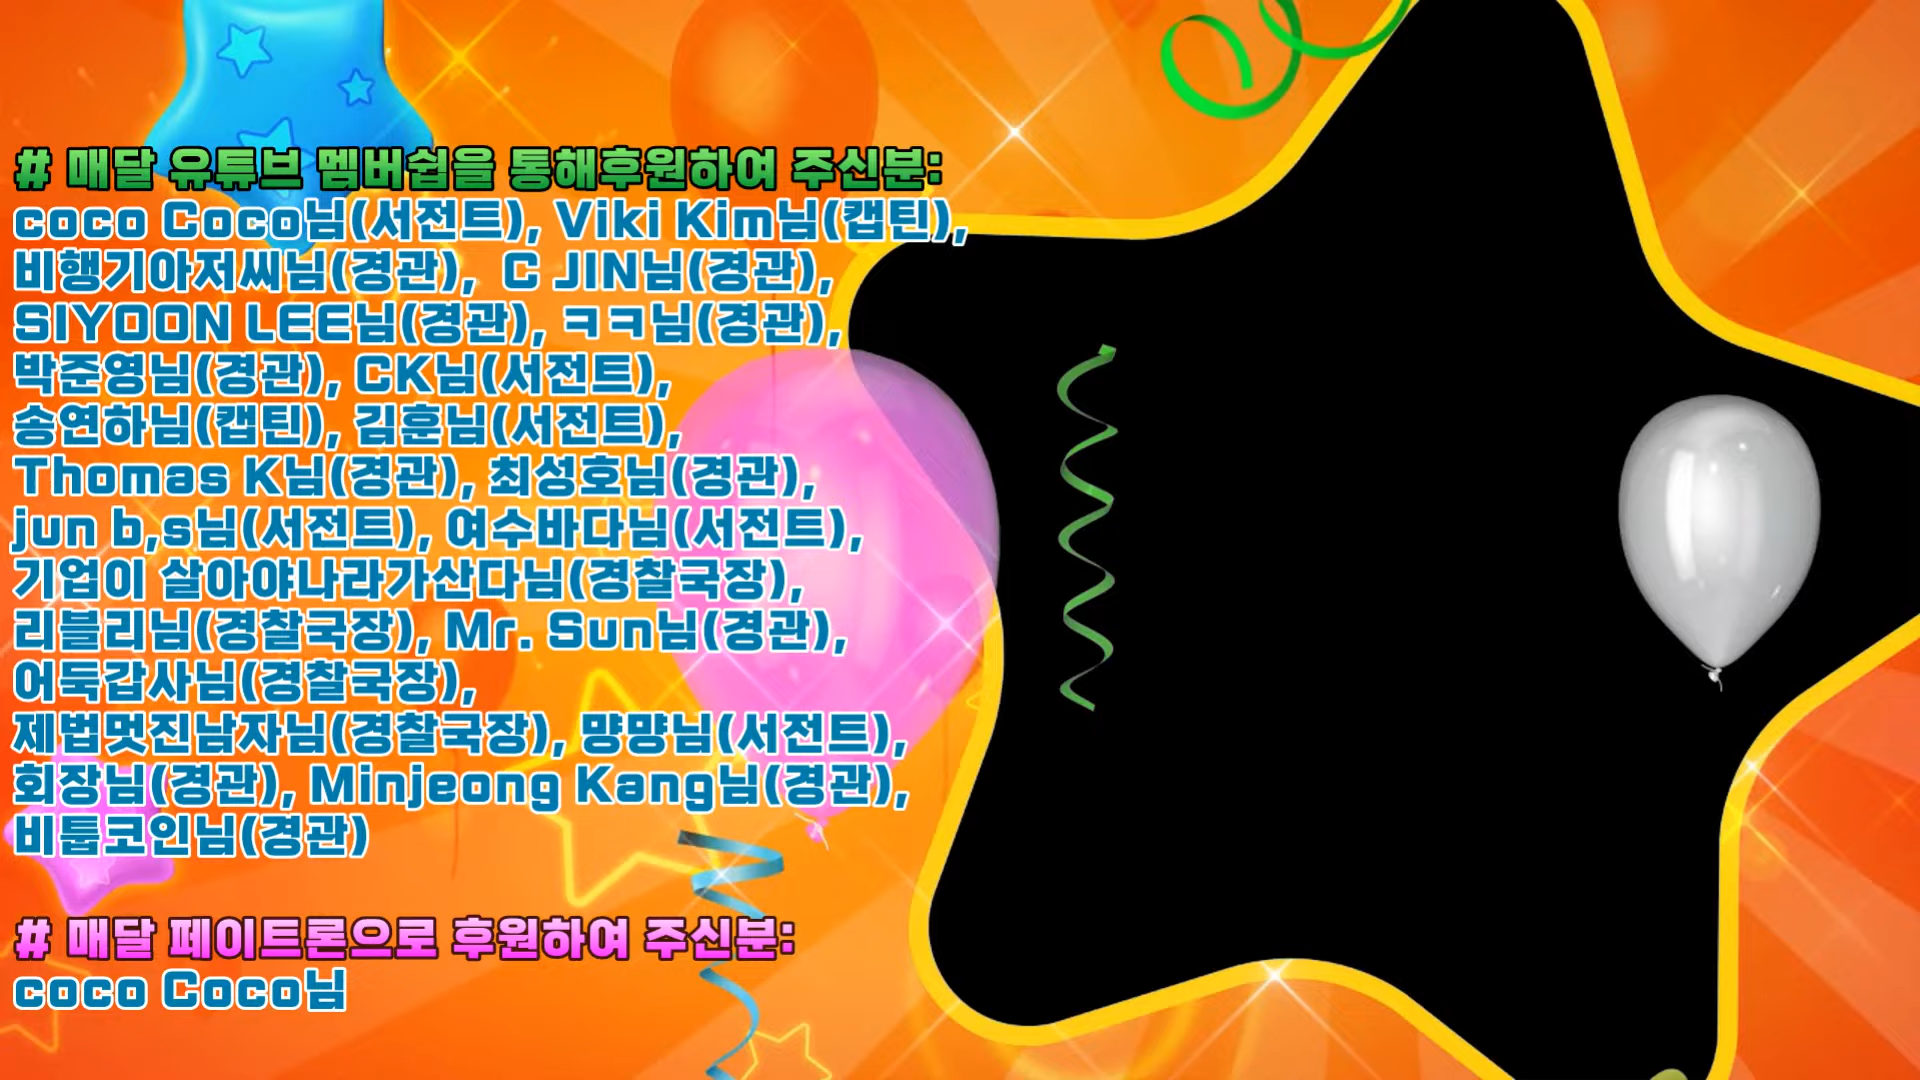 # 매달 유튜브 멤버쉽을 통해후원하여 주신분:
coco Coco님(서전트), Viki Kim님(캡틴),
비행기아저씨님(경관), C JIN님(경관),
SIYOON LEE님(경관), ㅋㅋ님(경관),
박준영님(경관), CK님(서전트),
송연하님(캡틴), 김훈님(서전트),
Thomas K님(경관), 최성호님(경관),
jun b,s님(서전트), 여수바다님(서전트),
기업이 살아야나라가산다님(경찰국장),
리블리님(경찰국장), Mr. Sun님(경관),
어둑갑사님(경찰국장),
제법멋진남자님(경찰국장), 먕먕님(서전트),
회장님(경관), Minjeong Kang님(경관),
비틉코인님(경관)
# 매달 페이트론으로 후원하여 주신분:
coco Coco님